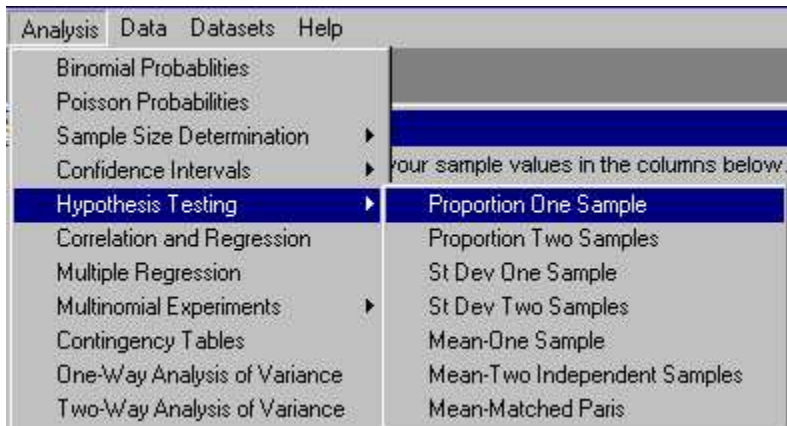 Analysis Data Datasets Help
Binomial Probablities
Poisson Probabilities
Sample Size Determination
Confidence Intervals
your sample values in the columns below.
Hypothesis Testing
Correlation and Regression
Multiple Regression
Multinomial Experiments
Contingency Tables
One-Way Analysis of Variance
Two-Way Analysis of Variance
Proportion One Sample
Proportion Two Samples
St Dev One Sample
St Dev Two Samples
Mean-One Sample
Mean-Two Independent Samples
Mean-Matched Paris